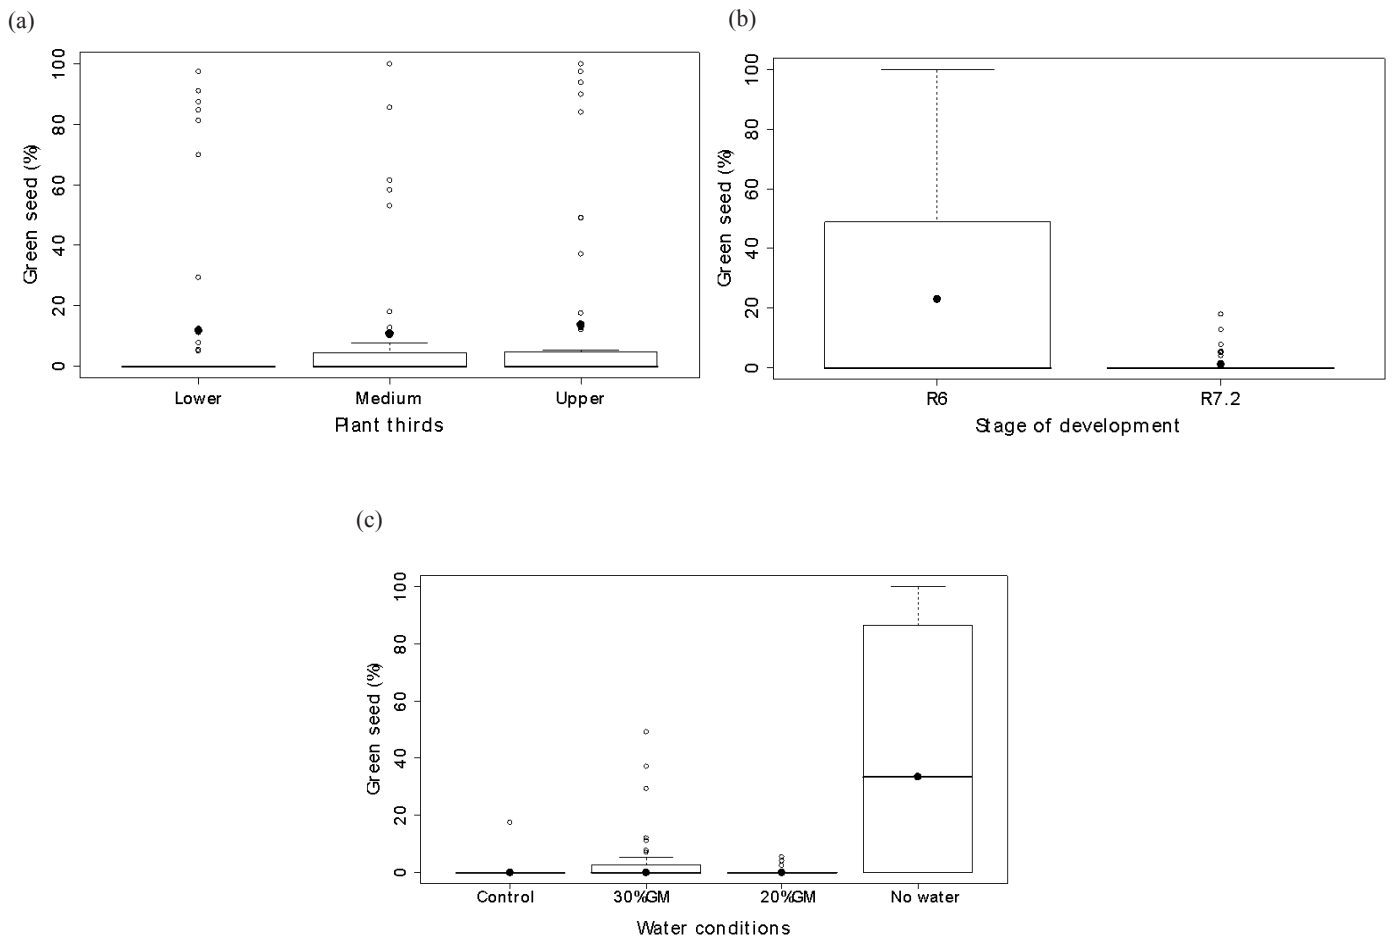 (a)
(b)
Green seed (%)
0 20 40 60 80 100
Lower Medium Upper
Plant thirds
Green seed (%)
0 20 40 60 80 100
R6 R7.2
Stage of development
(c)
Green seed (%)
0 20 40 60 80 100
Control 30%GM 20%GM No water
Water conditions